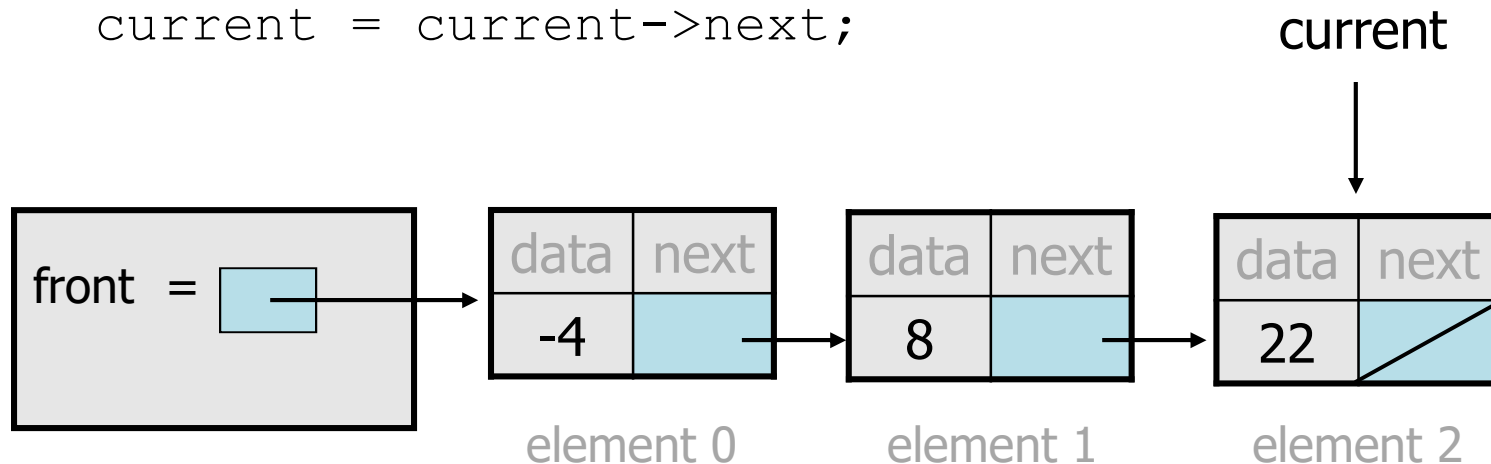 current = current->next;
current
data next data next data next
front =
-4 8 22
element 0 element 1 element 2